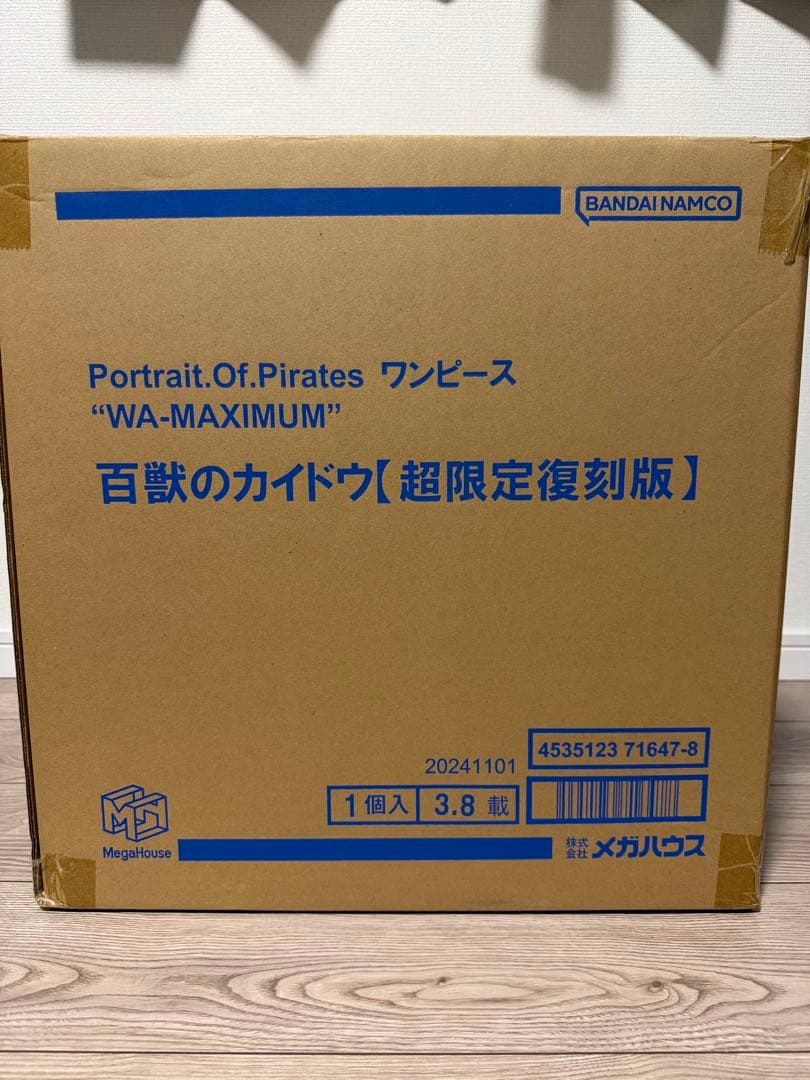 BANDAI NAMCO
Portrait.Of.Pirates ワンピース
“WA-MAXIMUM”
百獣のカイドウ【超限定復刻版】
4535123 71647-8
20241101
1個入 3.8 載
MegaHouse
株式会社 メガハウス